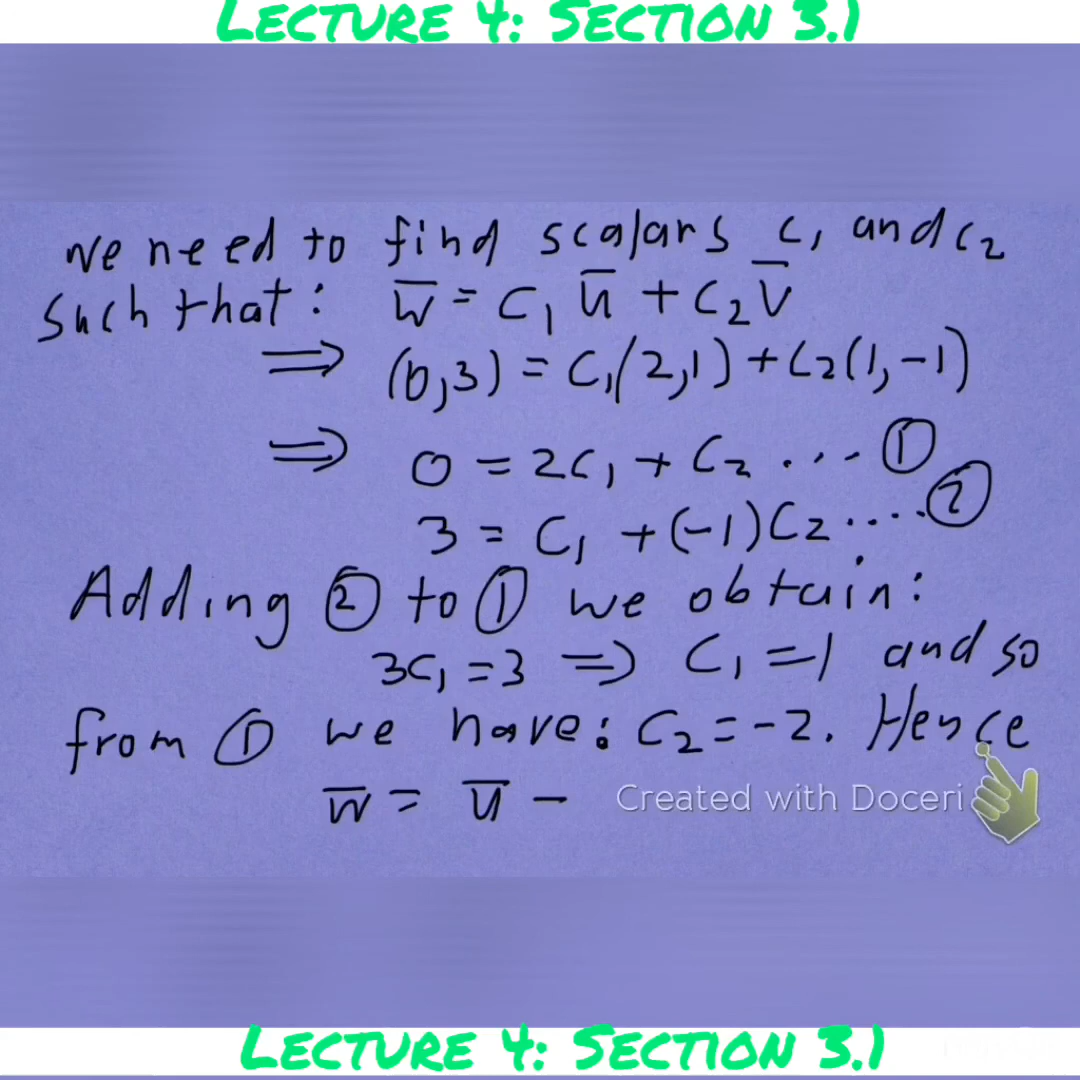 LECTURE 4: SECTION 3.1
we need to find scalars c₁ and c₂
such that: w̅ = c₁ u̅ + c₂ v̅
⟹ (0,3) = c₁(2,1) + c₂(1,-1)
⟹ 0 = 2c₁ + c₂ ... ①
3 = c₁ + (-1)c₂ .... ②
Adding ② to ① we obtain:
3c₁ = 3 ⟹ c₁ = 1 and so
from ① we have: c₂ = -2. Hence
w̅ = u̅ -
Created with Doceri
LECTURE 4: SECTION 3.1